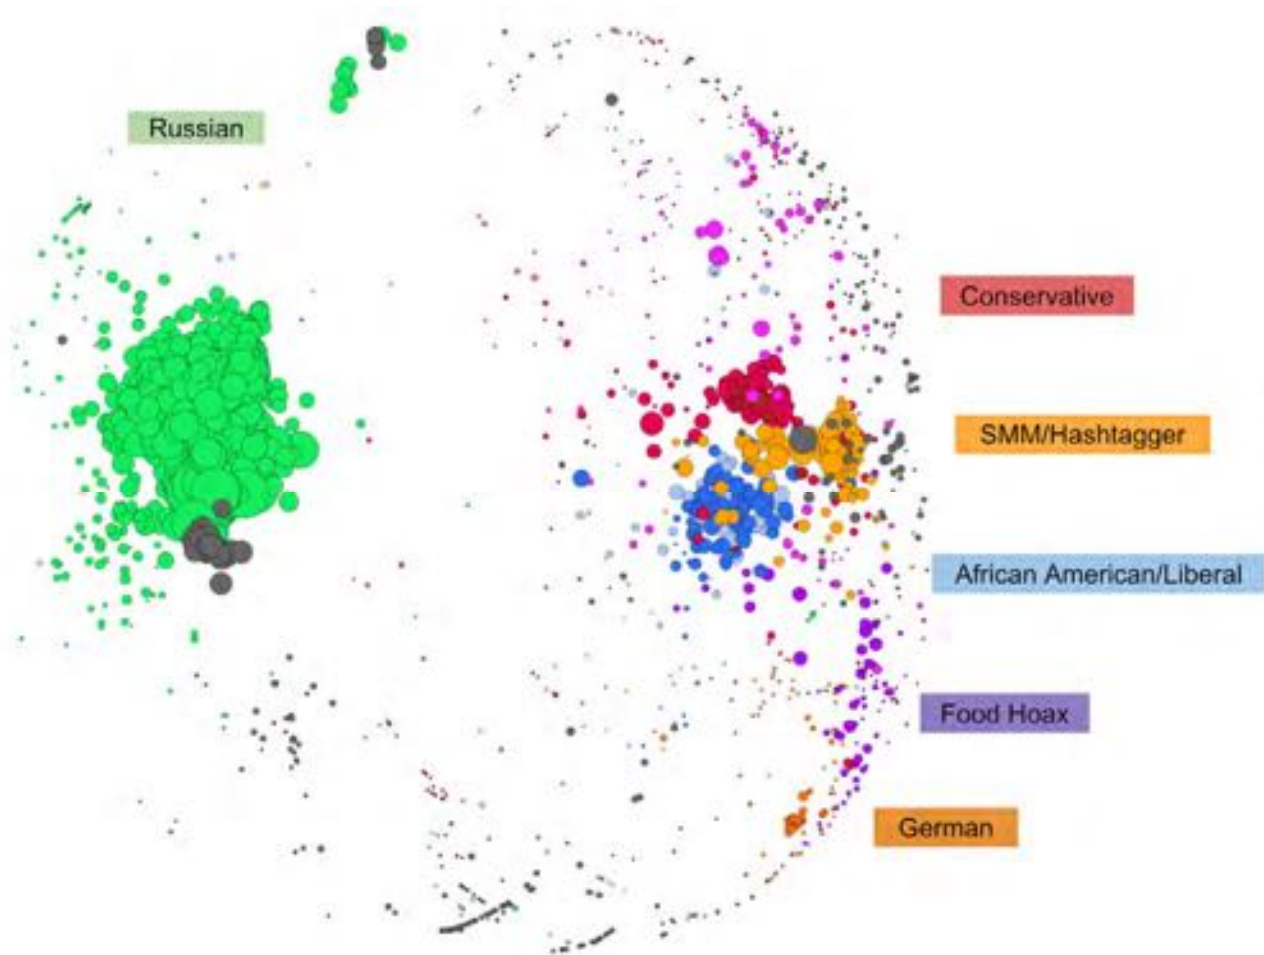 Russian
Conservative
SMM/Hashtagger
African American/Liberal
Food Hoax
German